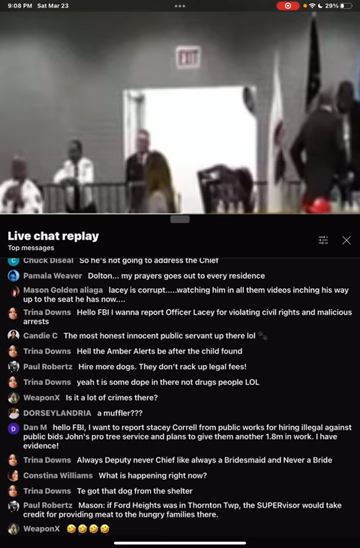 9:08 PM Sat Mar 23
29%
EXIT
Live chat replay
Top messages
Chuck Diseal So he's not going to address the Chief
Pamela Weaver Dolton... my prayers goes out to every residence
Mason Golden aliaga lacey is corrupt.....watching him in all them videos inching his way
up to the seat he has now....
Trina Downs Hello FBI I wanna report Officer Lacey for violating civil rights and malicious
arrests
Candie C The most honest innocent public servant up there lol
Trina Downs Hell the Amber Alerts be after the child found
Paul Robertz Hire more dogs. They don't rack up legal fees!
Trina Downs yeah t is some dope in there not drugs people LOL
WeaponX Is it a lot of crimes there?
DORSEYLANDRIA a muffler???
D
Dan M hello FBI, I want to report stacey Correll from public works for hiring illegal against
public bids John's pro tree service and plans to give them another 1.8m in work. I have
evidence!
Trina Downs Always Deputy never Chief like always a Bridesmaid and Never a Bride
Constina Williams What is happening right now?
Trina Downs Te got that dog from the shelter
Paul Robertz Mason: if Ford Heights was in Thornton Twp, the SUPERvisor would take
credit for providing meat to the hungry families there.
WeaponX 🤣🤣🤣🤣